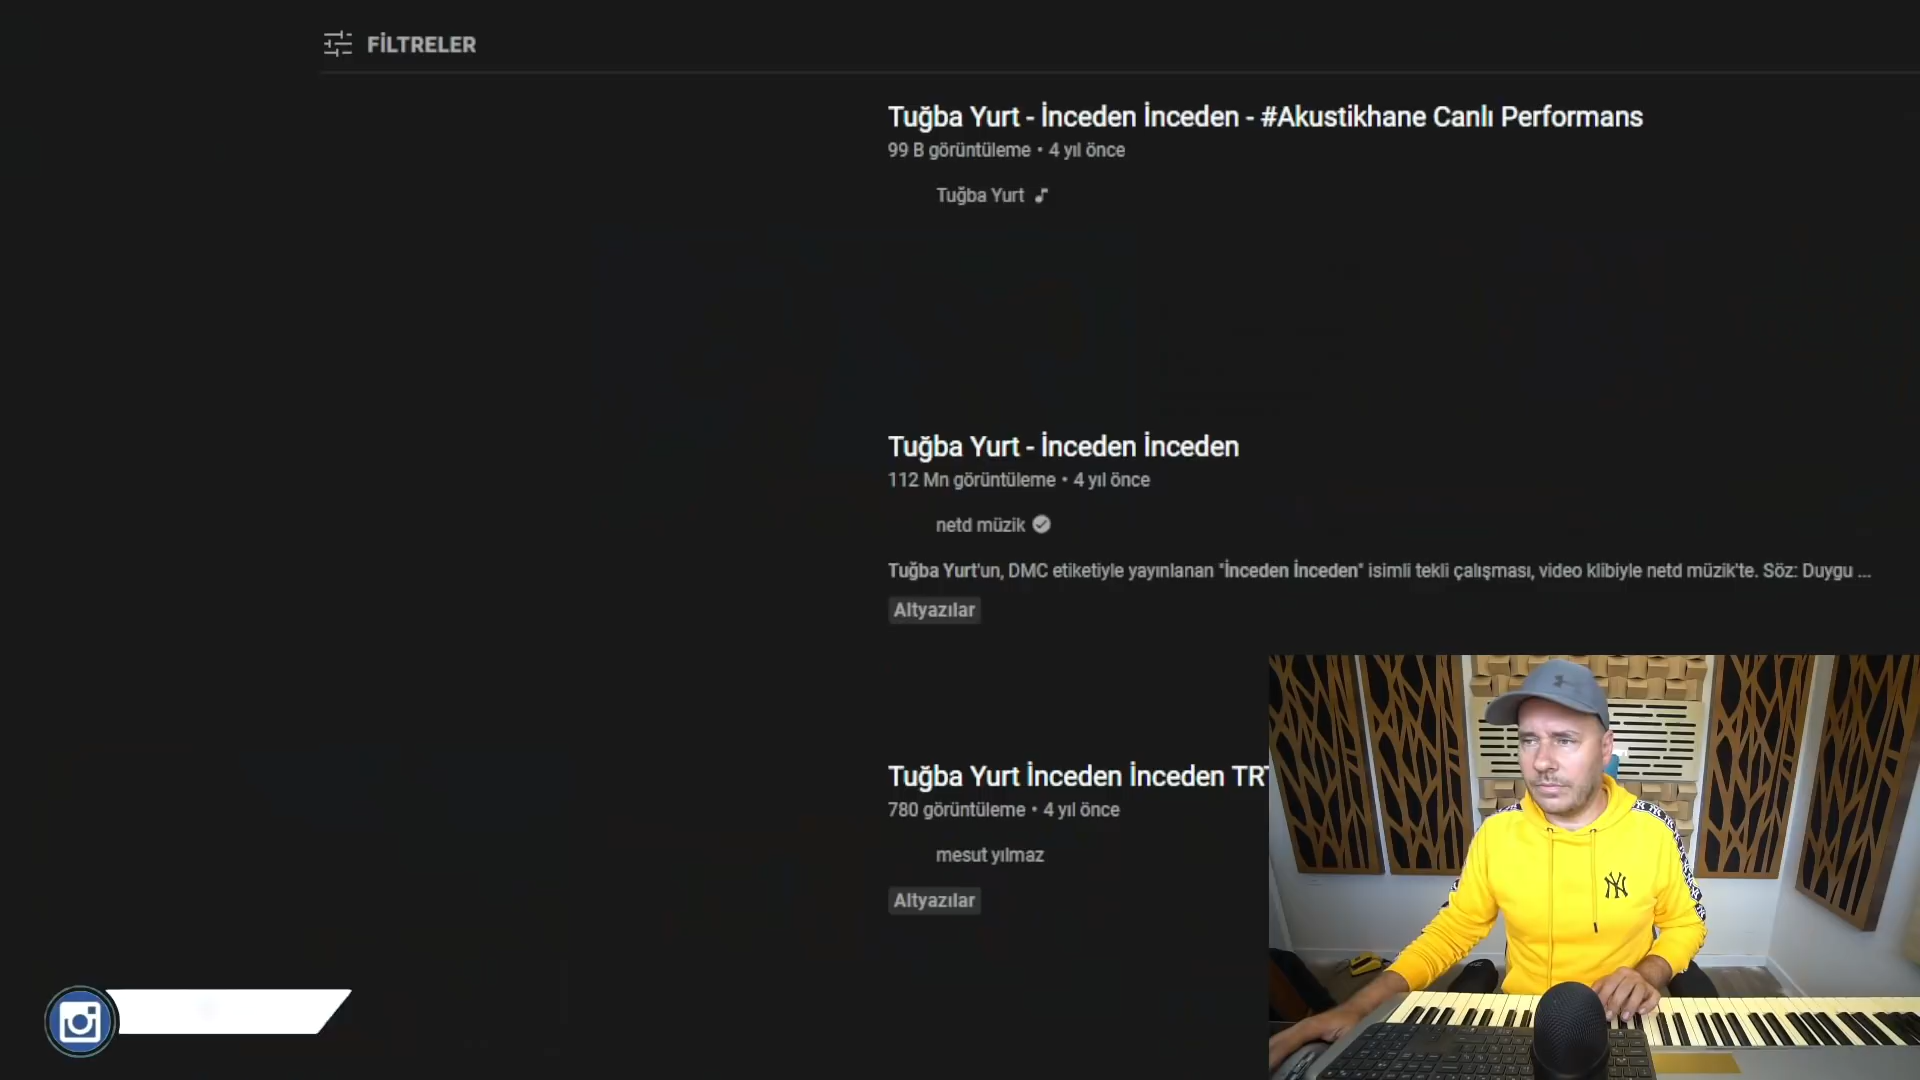 FİLTRELER
Tuğba Yurt - İnceden İnceden - #Akustikhane Canlı Performans
99 B görüntüleme • 4 yıl önce
Tuğba Yurt
Tuğba Yurt - İnceden İnceden
112 Mn görüntüleme • 4 yıl önce
netd müzik
Tuğba Yurt'un, DMC etiketiyle yayınlanan "İnceden İnceden" isimli tekli çalışması, video klibiyle netd müzik'te. Söz: Duygu ...
Altyazılar
Tuğba Yurt İnceden İnceden TRT
780 görüntüleme • 4 yıl önce
mesut yılmaz
Altyazılar
NY